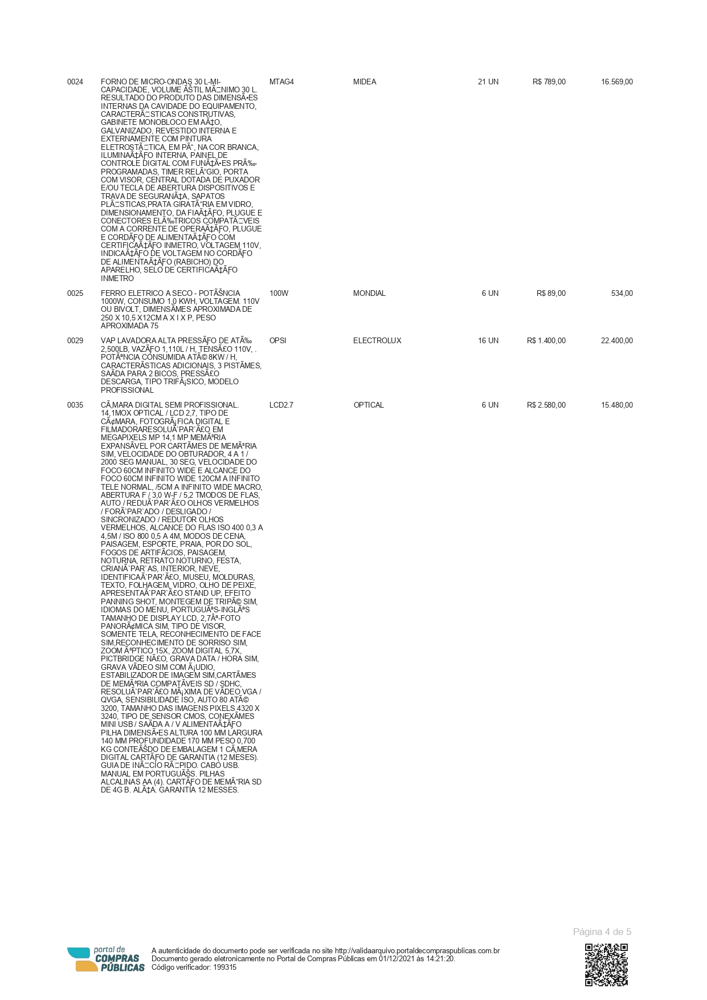 0024 FORNO DE MICRO-ONDAS 30 L-MI- MTAG4 MIDEA 21 UN R$ 789,00 16.569,00
CAPACIDADE, VOLUME ÃŠTIL MÃ□NIMO 30 L.
RESULTADO DO PRODUTO DAS DIMENSÃ•ES
INTERNAS DA CAVIDADE DO EQUIPAMENTO,
CARACTERÃ□STICAS CONSTRUTIVAS,
GABINETE MONOBLOCO EM AÃ‡O,
GALVANIZADO, REVESTIDO INTERNA E
EXTERNAMENTE COM PINTURA
ELETROSTÃ□TICA, EM PÃ“, NA COR BRANCA,
ILUMINAÃ‡ÃƒO INTERNA, PAINEL DE
CONTROLE DIGITAL COM FUNÃ‡Ã•ES PRÃ‰-
PROGRAMADAS, TIMER RELÃ“GIO, PORTA
COM VISOR, CENTRAL DOTADA DE PUXADOR
E/OU TECLA DE ABERTURA DISPOSITIVOS E
TRAVA DE SEGURANÃ‡A, SAPATOS
PLÃ□STICAS,PRATA GIRATÃ“RIA EM VIDRO,
DIMENSIONAMENTO, DA FIAÃ‡ÃƒO, PLUGUE E
CONECTORES ELÃ‰TRICOS COMPATÃ□VEIS
COM A CORRENTE DE OPERAÃ‡ÃƒO, PLUGUE
E CORDÃƒO DE ALIMENTAÃ‡ÃƒO COM
CERTIFICAÃ‡ÃƒO INMETRO, VOLTAGEM 110V,
INDICAÃ‡ÃƒO DE VOLTAGEM NO CORDÃƒO
DE ALIMENTAÃ‡ÃƒO (RABICHO) DO
APARELHO, SELO DE CERTIFICAÃ‡ÃƒO
INMETRO
0025 FERRO ELETRICO A SECO - POTÃŠNCIA 100W MONDIAL 6 UN R$ 89,00 534,00
1000W, CONSUMO 1,0 KWH, VOLTAGEM. 110V
OU BIVOLT, DIMENSÃMES APROXIMADA DE
250 X 10,5 X12CM A X I X P, PESO
APROXIMADA 75
0029 VAP LAVADORA ALTA PRESSÃƒO DE ATÃ‰ OPSI ELECTROLUX 16 UN R$ 1.400,00 22.400,00
2,500LB, VAZÃƒO 1,110L / H, TENSÃ£O 110V, .
POTÃªNCIA CONSUMIDA ATÃ© 8KW / H,
CARACTERÃSTICAS ADICIONAIS, 3 PISTÃMES,
SAÃDA PARA 2 BICOS, PRESSÃ£O
DESCARGA, TIPO TRIFÃ¡SICO, MODELO
PROFISSIONAL
0035 CÃ‚MARA DIGITAL SEMI PROFISSIONAL. LCD2.7 OPTICAL 6 UN R$ 2.580,00 15.480,00
14,1MOX OPTICAL / LCD 2,7, TIPO DE
CÃ¢MARA, FOTOGRÃ¡FICA DIGITAL E
FILMADORARESOLUÃ`PAR`Ã£O EM
MEGAPIXELS MP 14,1 MP MEMÃ³RIA
EXPANSÃVEL POR CARTÃMES DE MEMÃ³RIA
SIM, VELOCIDADE DO OBTURADOR, 4 A 1 /
2000 SEG MANUAL, 30 SEG, VELOCIDADE DO
FOCO 60CM INFINITO WIDE E ALCANCE DO
FOCO 60CM INFINITO WIDE 120CM A INFINITO
TELE NORMAL, /5CM A INFINITO WIDE MACRO,
ABERTURA F / 3,0 W-F / 5,2 TMODOS DE FLAS,
AUTO / REDUÃ`PAR`Ã£O OLHOS VERMELHOS
/ FORÃ`PAR`ADO / DESLIGADO /
SINCRONIZADO / REDUTOR OLHOS
VERMELHOS, ALCANCE DO FLAS ISO 400 0,3 A
4,5M / ISO 800 0,5 A 4M, MODOS DE CENA,
PAISAGEM, ESPORTE, PRAIA, POR DO SOL,
FOGOS DE ARTIFÃCIOS, PAISAGEM,
NOTURNA, RETRATO NOTURNO, FESTA,
CRIANÃ`PAR`AS, INTERIOR, NEVE,
IDENTIFICAÃ`PAR`Ã£O, MUSEU, MOLDURAS,
TEXTO, FOLHAGEM, VIDRO, OLHO DE PEIXE,
APRESENTAÃ`PAR`Ã£O STAND UP, EFEITO
PANNING SHOT, MONTEGEM DE TRIPÃ© SIM,
IDIOMAS DO MENU, PORTUGUÃªS-INGLÃªS
TAMANHO DE DISPLAY LCD, 2,7Âª-FOTO
PANORÃ¢MICA SIM, TIPO DE VISOR,
SOMENTE TELA, RECONHECIMENTO DE FACE
SIM,RECONHECIMENTO DE SORRISO SIM,
ZOOM Ã³PTICO 15X, ZOOM DIGITAL 5,7X,
PICTBRIDGE NÃ£O, GRAVA DATA / HORA SIM,
GRAVA VÃDEO SIM COM Ã¡UDIO,
ESTABILIZADOR DE IMAGEM SIM,CARTÃMES
DE MEMÃ³RIA COMPATÃVEIS SD / SDHC,
RESOLUÃ`PAR`Ã£O MÃ¡XIMA DE VÃDEO VGA /
QVGA, SENSIBILIDADE ISO, AUTO 80 ATÃ©
3200, TAMANHO DAS IMAGENS PIXELS 4320 X
3240, TIPO DE SENSOR CMOS, CONEXÃMES
MINI USB / SAÃDA A / V ALIMENTAÃ‡ÃƒO
PILHA DIMENSÃ•ES ALTURA 100 MM LARGURA
140 MM PROFUNDIDADE 170 MM PESO 0,700
KG CONTEÃŠDO DE EMBALAGEM 1 CÃ‚MERA
DIGITAL CARTÃƒO DE GARANTIA (12 MESES).
GUIA DE INÃ□CIO RÃ□PIDO. CABO USB.
MANUAL EM PORTUGUÃŠS. PILHAS
ALCALINAS AA (4). CARTÃƒO DE MEMÃ“RIA SD
DE 4G B. ALÃ‡A. GARANTIA 12 MESSES.
Página 4 de 5
portal de
COMPRAS
PÚBLICAS
A autenticidade do documento pode ser verificada no site http://validaarquivo.portaldecompraspublicas.com.br
Documento gerado eletronicamente no Portal de Compras Públicas em 01/12/2021 às 14:21:20.
Código verificador: 199315